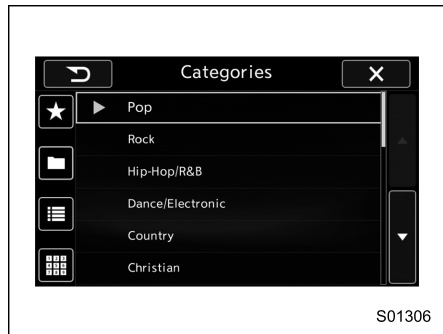 Categories
Pop
Rock
Hip-Hop/R&B
Dance/Electronic
Country
Christian
S01306